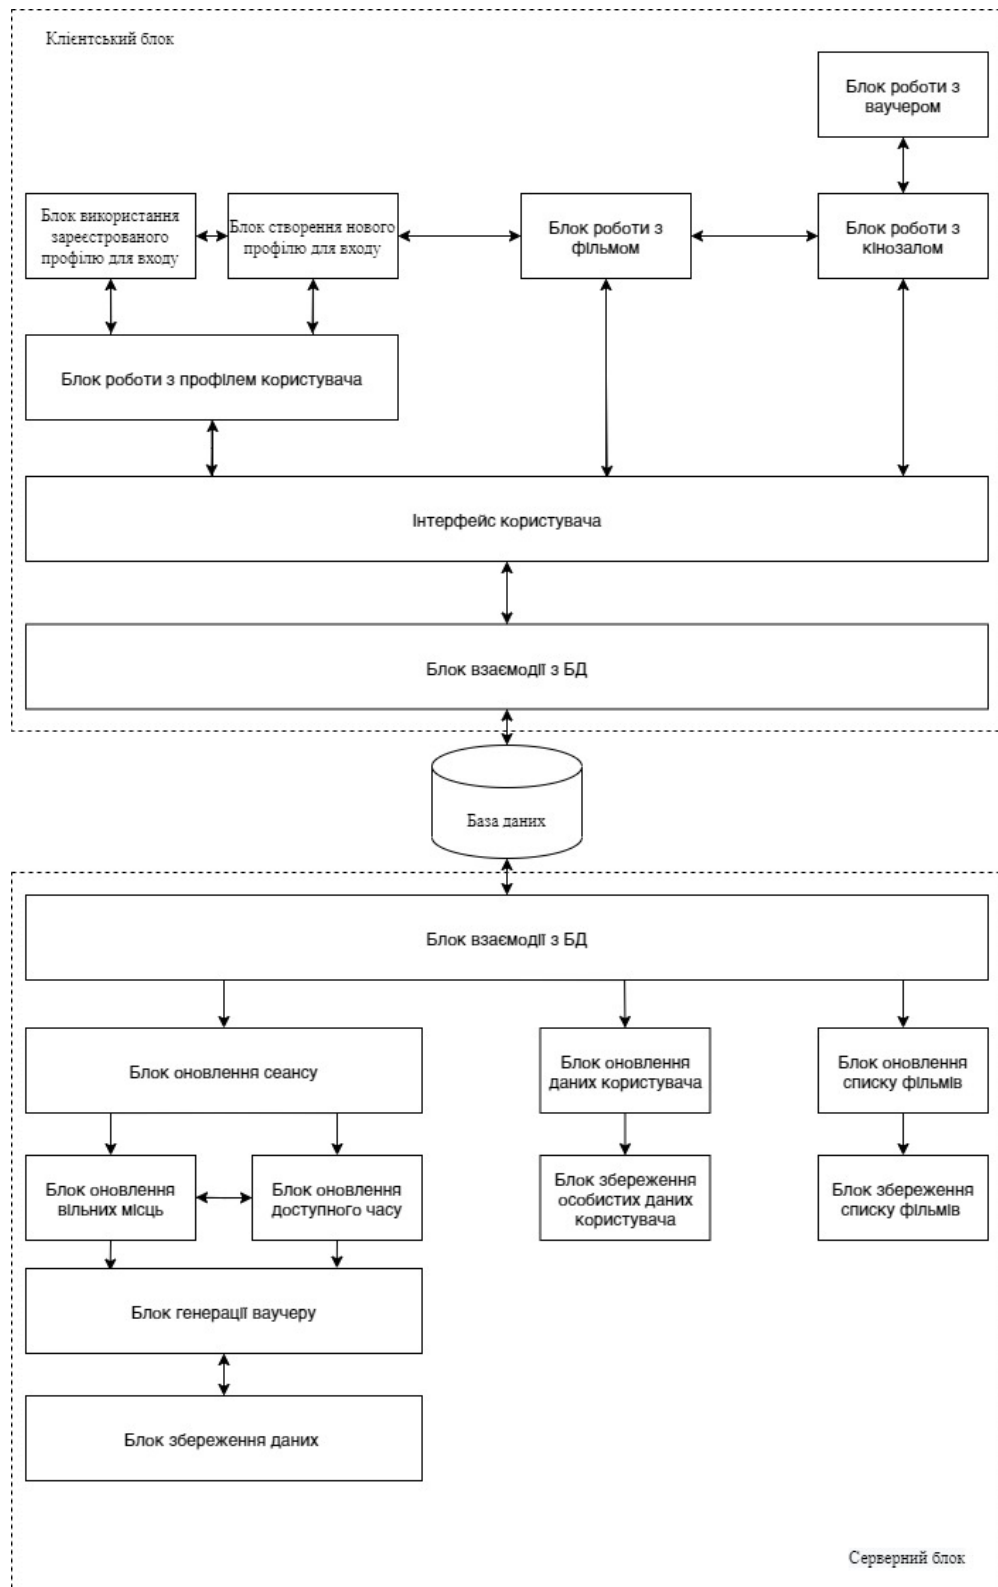 Клієнтський блок
Блок роботи з
ваучером
Блок використання
зареєстрованого
профілю для входу
Блок створення нового
профілю для входу
Блок роботи з
фільмом
Блок роботи з
кінозалом
Блок роботи з профілем користувача
Інтерфейс користувача
Блок взаємодії з БД
База даних
Блок взаємодії з БД
Блок оновлення сеансу
Блок оновлення
даних користувача
Блок оновлення
списку фільмів
Блок оновлення
вільних місць
Блок оновлення
доступного часу
Блок збереження
особистих даних
користувача
Блок збереження
списку фільмів
Блок генерації ваучеру
Блок збереження даних
Серверний блок